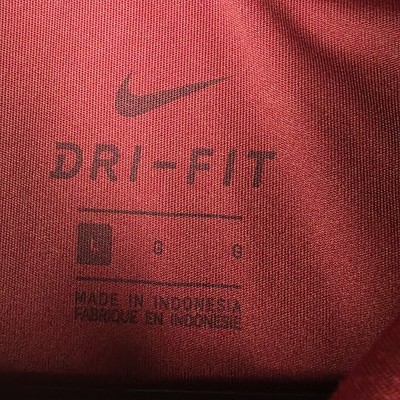 DRI-FIT
L G G
MADE IN INDONESIA
FABRIQUE EN INDONESIE